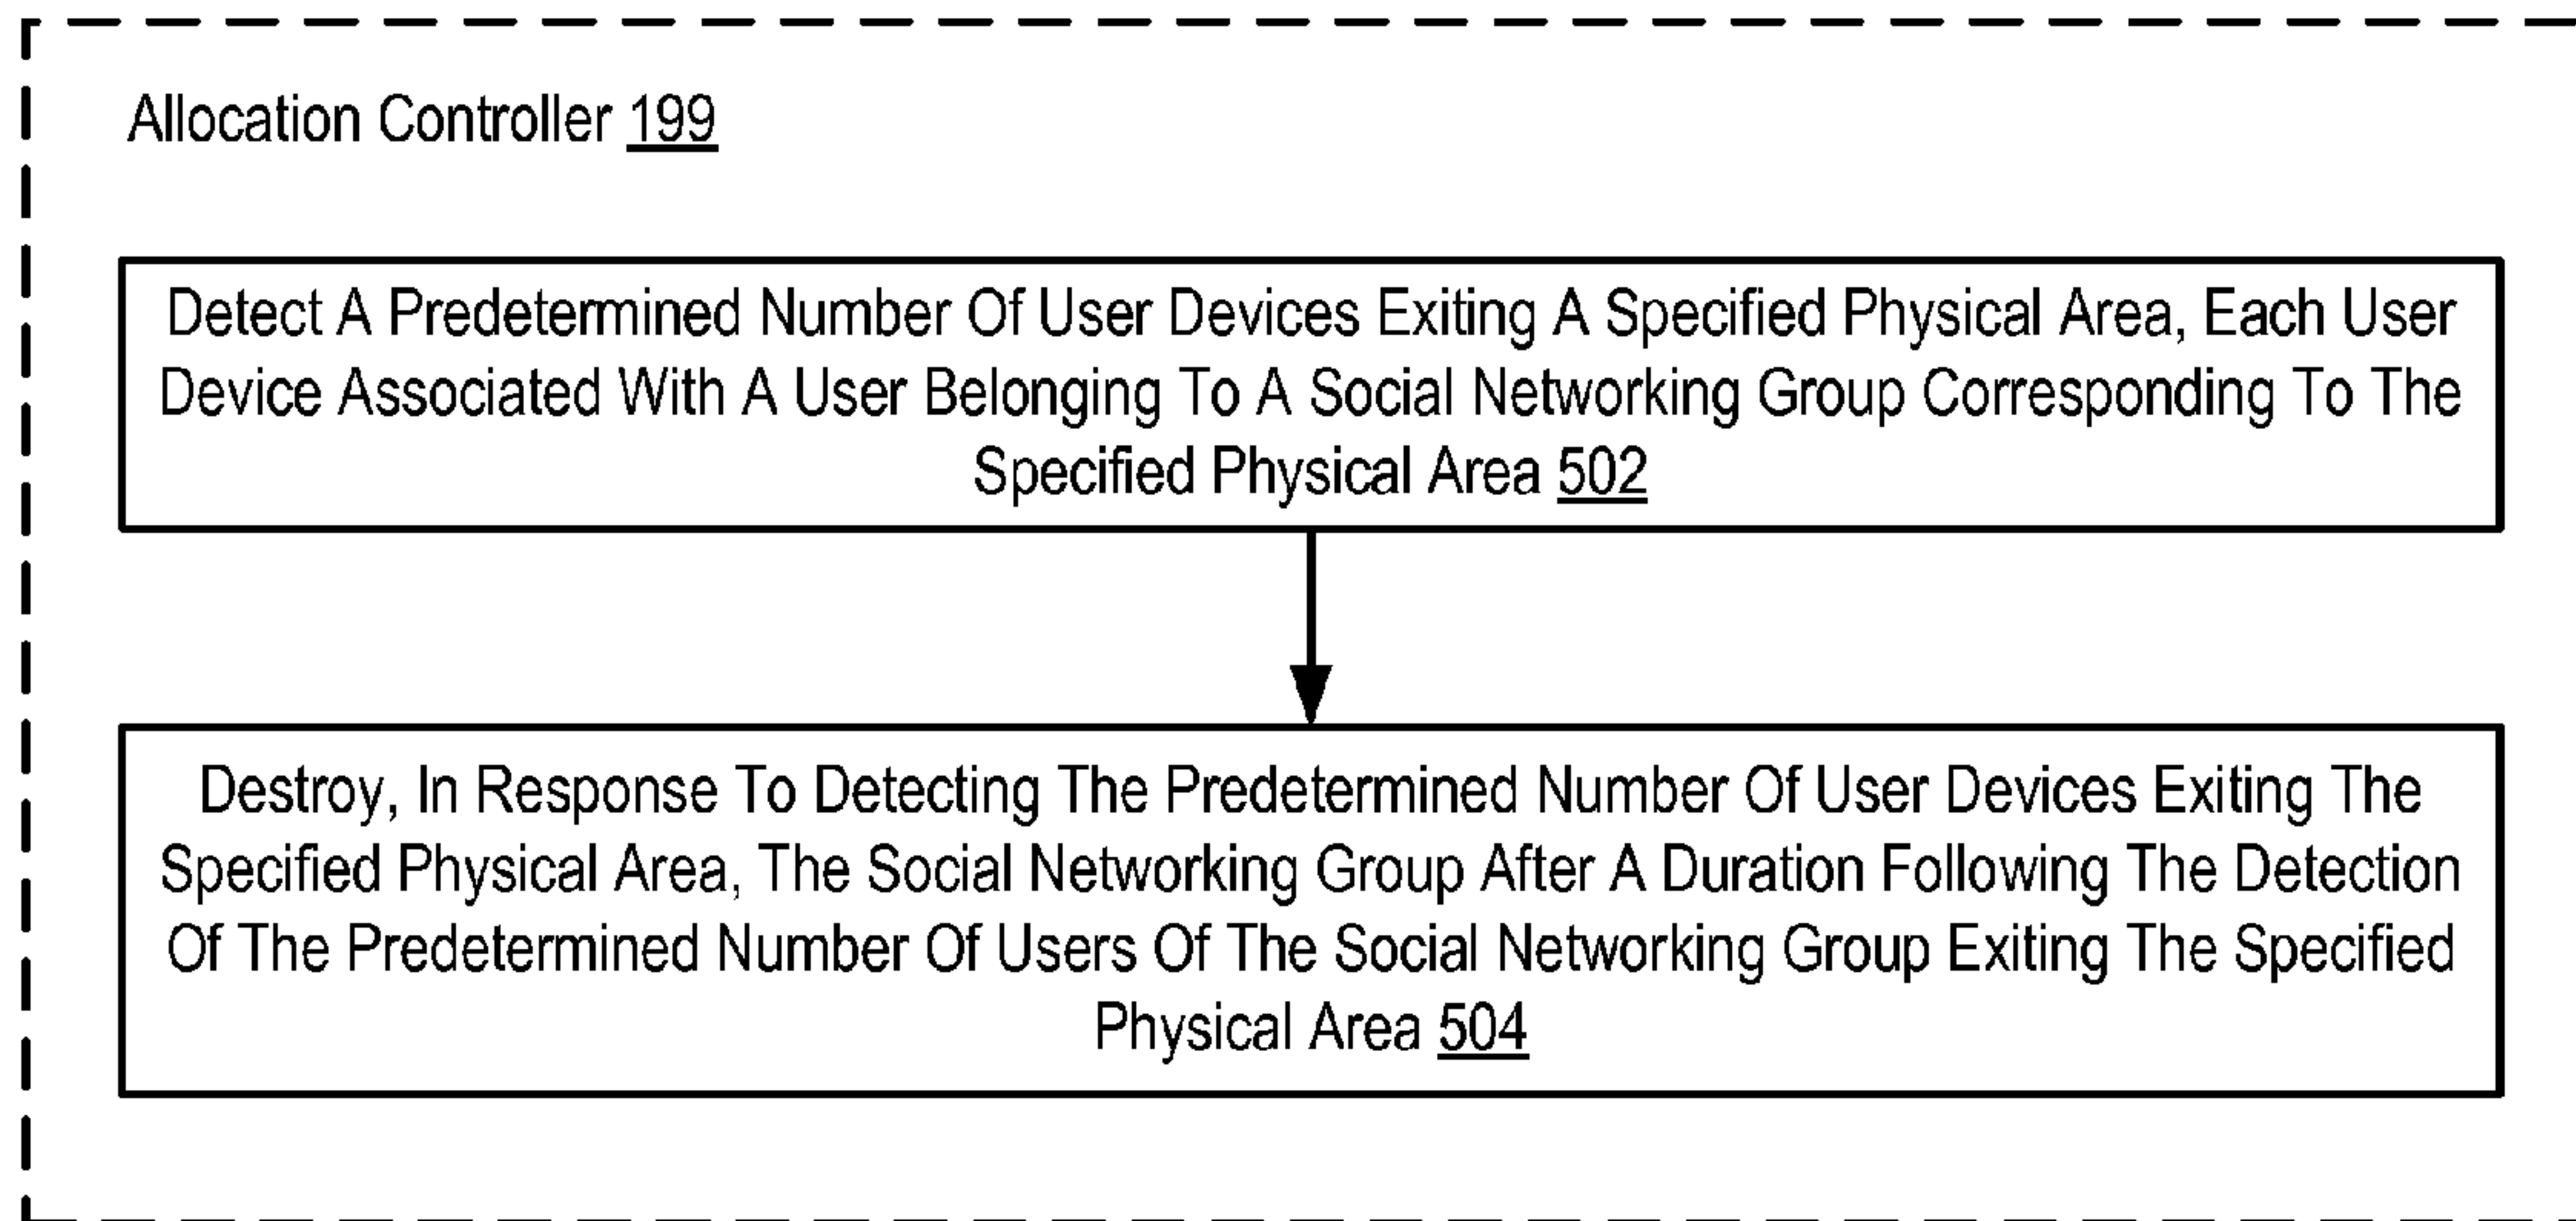 Allocation Controller 199
Detect A Predetermined Number Of User Devices Exiting A Specified Physical Area, Each User
Device Associated With A User Belonging To A Social Networking Group Corresponding To The
Specified Physical Area 502
Destroy, In Response To Detecting The Predetermined Number Of User Devices Exiting The
Specified Physical Area, The Social Networking Group After A Duration Following The Detection
Of The Predetermined Number Of Users Of The Social Networking Group Exiting The Specified
Physical Area 504